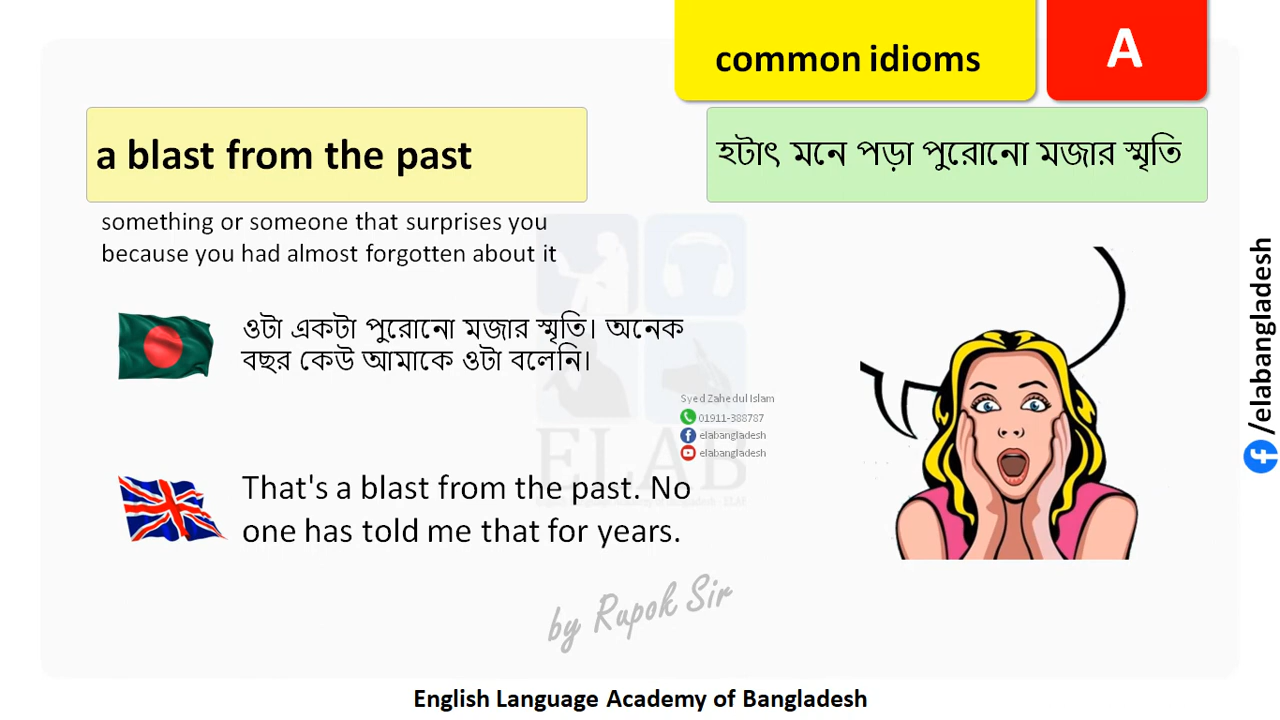 common idioms
A
a blast from the past
হটাৎ মনে পড়া পুরোনো মজার স্মৃতি
something or someone that surprises you
because you had almost forgotten about it
ওটা একটা পুরোনো মজার স্মৃতি। অনেক
বছর কেউ আমাকে ওটা বলেনি।
Syed Zahedul Islam
01911-388787
elabangladesh
elabangladesh
ELAB
That's a blast from the past. No
one has told me that for years.
by Rupok Sir
/elabangladesh
English Language Academy of Bangladesh